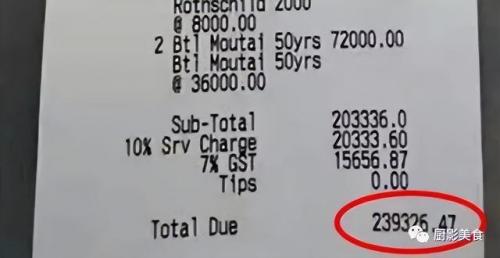 Rothschild 2000
@ 8000.00
2 Btl Moutai 50yrs 72000.00
Btl Moutai 50yrs
@ 36000.00
Sub-Total 203336.0
10% Srv Charge 20333.60
7% GST 15656.87
Tips 0.00
Total Due 239326.47
厨影美食